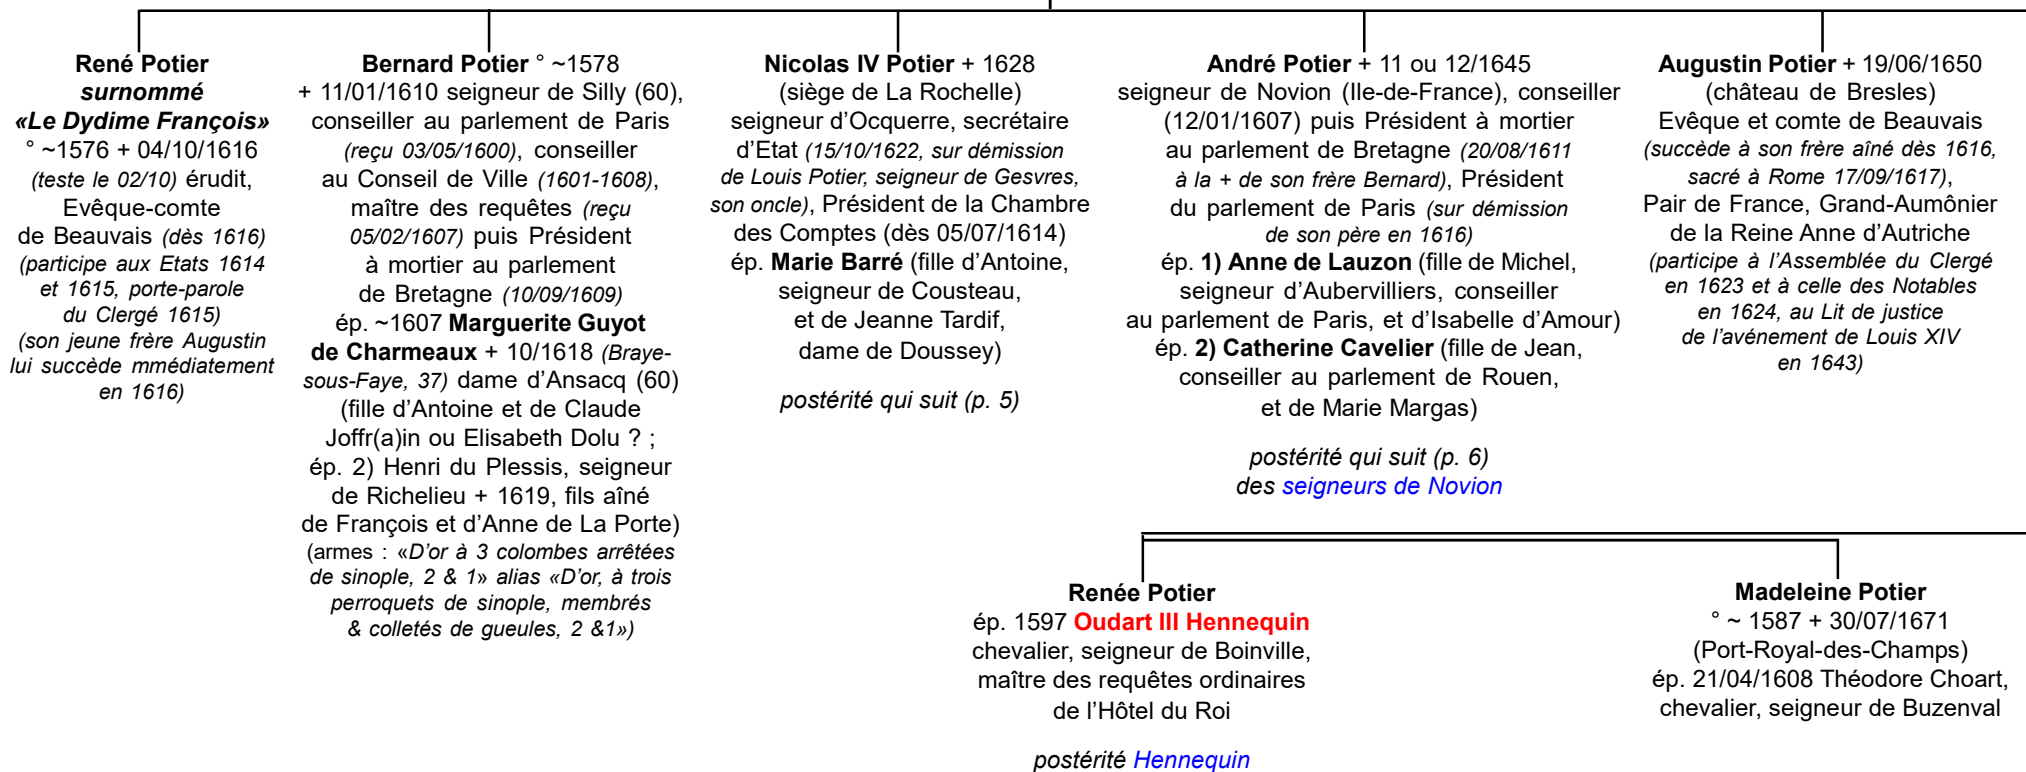 René Potier
surnommé
«Le Dydime François»
° ~1576 + 04/10/1616
(teste le 02/10) érudit,
Evêque-comte
de Beauvais (dès 1616)
(participe aux Etats 1614
et 1615, porte-parole
du Clergé 1615)
(son jeune frère Augustin
lui succède mmédiatement
en 1616)
Bernard Potier ° ~1578
+ 11/01/1610 seigneur de Silly (60),
conseiller au parlement de Paris
(reçu 03/05/1600), conseiller
au Conseil de Ville (1601-1608),
maître des requêtes (reçu
05/02/1607) puis Président
à mortier au parlement
de Bretagne (10/09/1609)
ép. ~1607 Marguerite Guyot
de Charmeaux + 10/1618 (Braye-
sous-Faye, 37) dame d'Ansacq (60)
(fille d'Antoine et de Claude
Joffr(a)in ou Elisabeth Dolu ? ;
ép. 2) Henri du Plessis, seigneur
de Richelieu + 1619, fils aîné
de François et d'Anne de La Porte)
(armes : «D'or à 3 colombes arrêtées
de sinople, 2 & 1» alias «D'or, à trois
perroquets de sinople, membrés
& colletés de gueules, 2 &1»)
Nicolas IV Potier + 1628
(siège de La Rochelle)
seigneur d'Ocquerre, secrétaire
d'Etat (15/10/1622, sur démission
de Louis Potier, seigneur de Gesvres,
son oncle), Président de la Chambre
des Comptes (dès 05/07/1614)
ép. Marie Barré (fille d'Antoine,
seigneur de Cousteau,
et de Jeanne Tardif,
dame de Doussey)
postérité qui suit (p. 5)
André Potier + 11 ou 12/1645
seigneur de Novion (Ile-de-France), conseiller
(12/01/1607) puis Président à mortier
au parlement de Bretagne (20/08/1611
à la + de son frère Bernard), Président
du parlement de Paris (sur démission
de son père en 1616)
ép. 1) Anne de Lauzon (fille de Michel,
seigneur d'Aubervilliers, conseiller
au parlement de Paris, et d'Isabelle d'Amour)
ép. 2) Catherine Cavelier (fille de Jean,
conseiller au parlement de Rouen,
et de Marie Margas)
postérité qui suit (p. 6)
des seigneurs de Novion
Augustin Potier + 19/06/1650
(château de Bresles)
Evêque et comte de Beauvais
(succède à son frère aîné dès 1616,
sacré à Rome 17/09/1617),
Pair de France, Grand-Aumônier
de la Reine Anne d'Autriche
(participe à l'Assemblée du Clergé
en 1623 et à celle des Notables
en 1624, au Lit de justice
de l'avénement de Louis XIV
en 1643)
Renée Potier
ép. 1597 Oudart III Hennequin
chevalier, seigneur de Boinville,
maître des requêtes ordinaires
de l'Hôtel du Roi
postérité Hennequin
Madeleine Potier
° ~ 1587 + 30/07/1671
(Port-Royal-des-Champs)
ép. 21/04/1608 Théodore Choart,
chevalier, seigneur de Buzenval